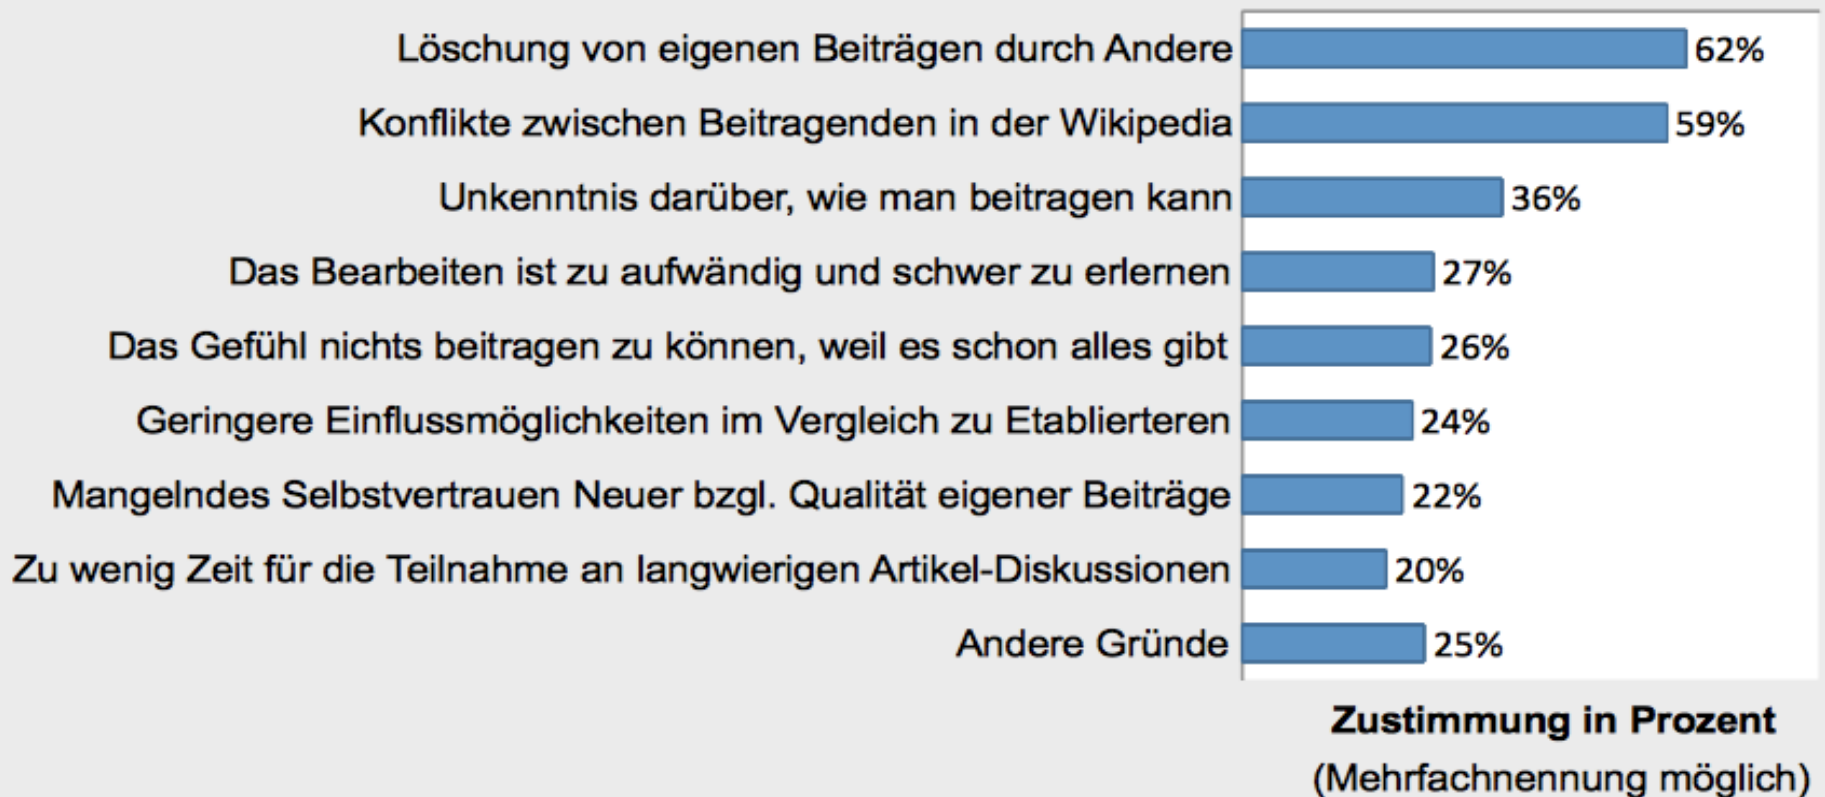 Löschung von eigenen Beiträgen durch Andere 62%
Konflikte zwischen Beitragenden in der Wikipedia 59%
Unkenntnis darüber, wie man beitragen kann 36%
Das Bearbeiten ist zu aufwändig und schwer zu erlernen 27%
Das Gefühl nichts beitragen zu können, weil es schon alles gibt 26%
Geringere Einflussmöglichkeiten im Vergleich zu Etablierteren 24%
Mangelndes Selbstvertrauen Neuer bzgl. Qualität eigener Beiträge 22%
Zu wenig Zeit für die Teilnahme an langwierigen Artikel-Diskussionen 20%
Andere Gründe 25%
Zustimmung in Prozent
(Mehrfachnennung möglich)